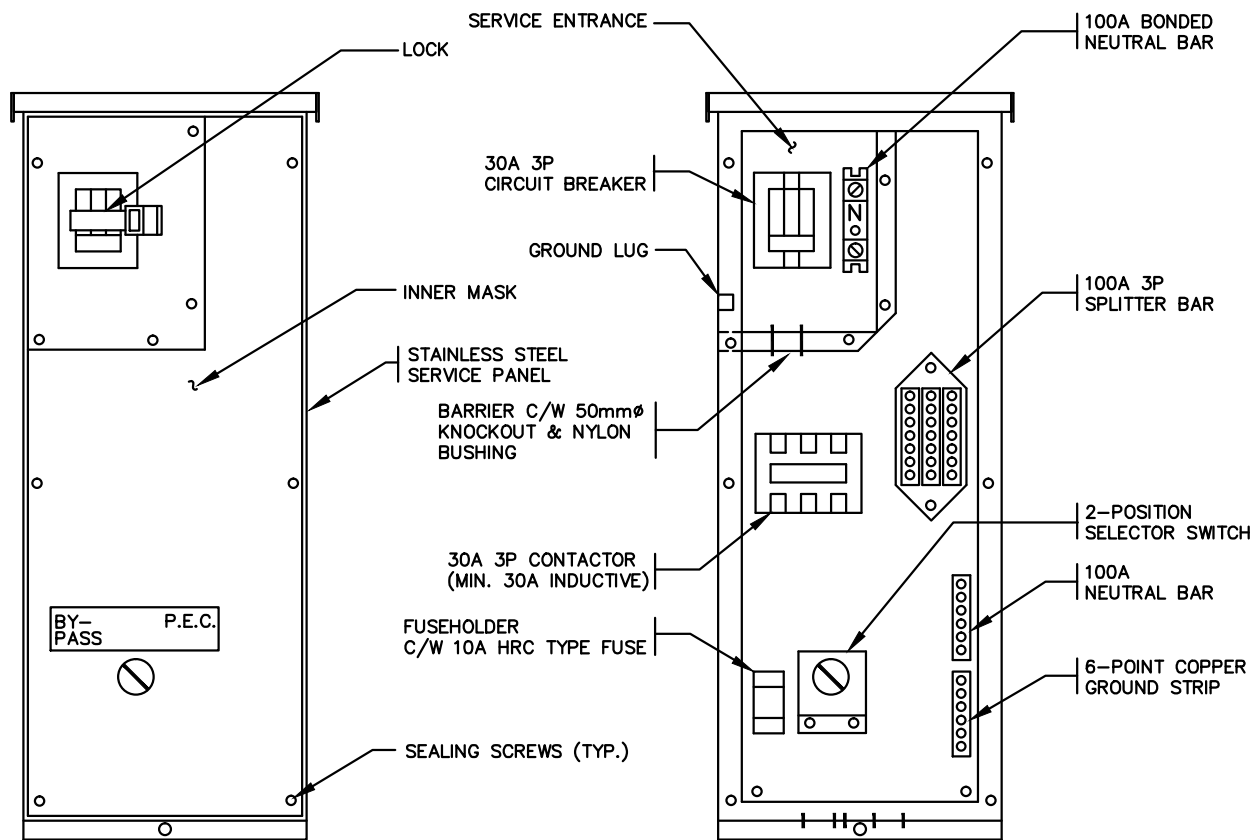 LOCK
INNER MASK
STAINLESS STEEL
SERVICE PANEL
BY-
PASS
P.E.C.
SEALING SCREWS (TYP.)
SERVICE ENTRANCE
30A 3P
CIRCUIT BREAKER
GROUND LUG
BARRIER C/W 50mmø
KNOCKOUT & NYLON
BUSHING
30A 3P CONTACTOR
(MIN. 30A INDUCTIVE)
FUSEHOLDER
C/W 10A HRC TYPE FUSE
N
100A BONDED
NEUTRAL BAR
100A 3P
SPLITTER BAR
2-POSITION
SELECTOR SWITCH
100A
NEUTRAL BAR
6-POINT COPPER
GROUND STRIP